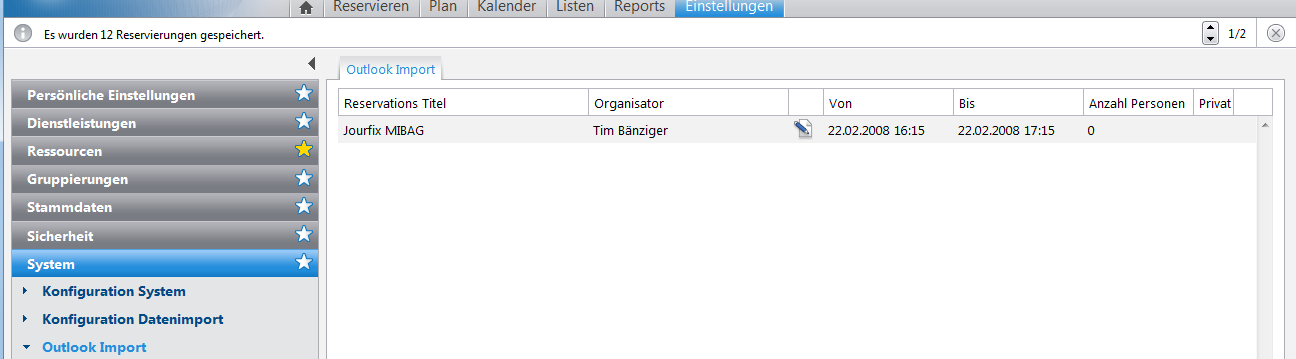 Reservieren Plan Kalender Listen Reports Einstellungen
Es wurden 12 Reservierungen gespeichert. 1/2
Outlook Import
Persönliche Einstellungen
Dienstleistungen
Ressourcen
Gruppierungen
Stammdaten
Sicherheit
System
Konfiguration System
Konfiguration Datenimport
Outlook Import
Reservations Titel Organisator Von Bis Anzahl Personen Privat
Jourfix MIBAG Tim Bänziger 22.02.2008 16:15 22.02.2008 17:15 0